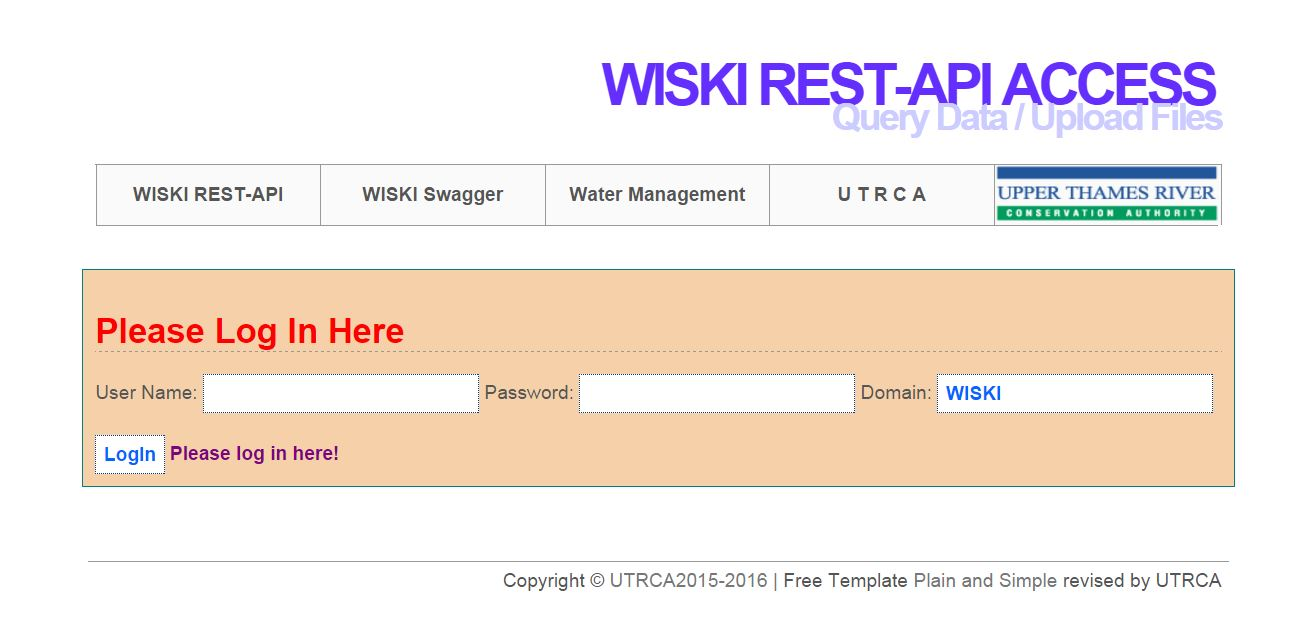 WISKI REST-API ACCESS
Query Data / Upload Files
WISKI REST-API WISKI Swagger Water Management U T R C A
UPPER THAMES RIVER
CONSERVATION AUTHORITY
Please Log In Here
User Name: Password: Domain: WISKI
LogIn Please log in here!
Copyright © UTRCA2015-2016 | Free Template Plain and Simple revised by UTRCA